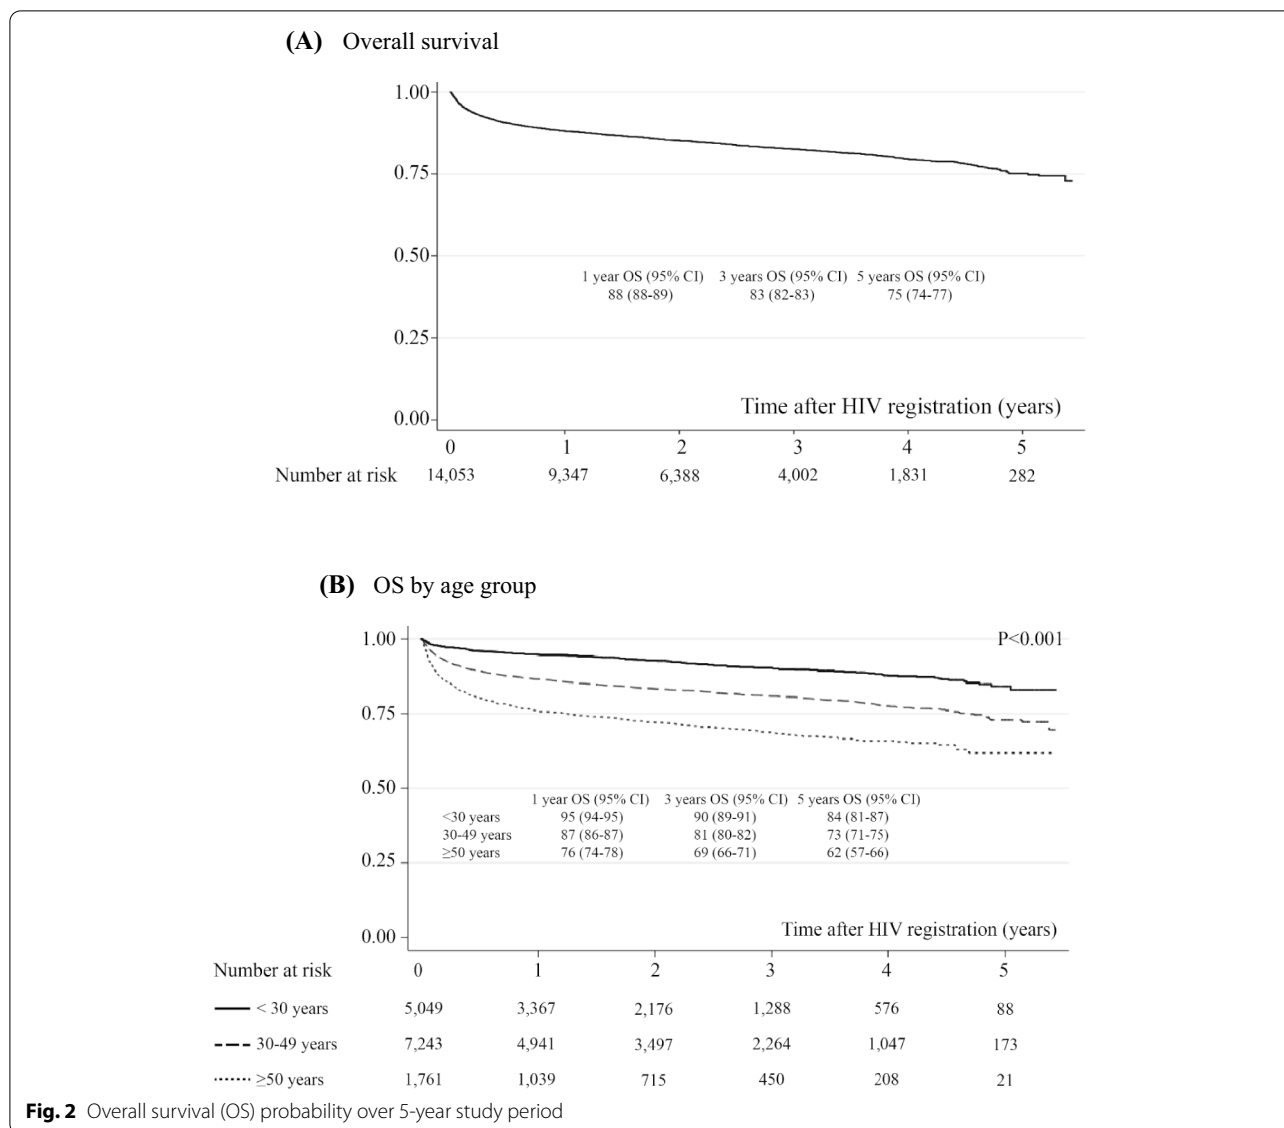 (A) Overall survival
1.00
0.75
0.50
1 year OS (95% CI) 3 years OS (95% CI) 5 years OS (95% CI)
88 (88-89) 83 (82-83) 75 (74-77)
0.25
Time after HIV registration (years)
0.00
0 1 2 3 4 5
Number at risk 14,053 9,347 6,388 4,002 1,831 282
(B) OS by age group
1.00 P<0.001
0.75
0.50
1 year OS (95% CI) 3 years OS (95% CI) 5 years OS (95% CI)
<30 years 95 (94-95) 90 (89-91) 84 (81-87)
30-49 years 87 (86-87) 81 (80-82) 73 (71-75)
≥50 years 76 (74-78) 69 (66-71) 62 (57-66)
0.25
Time after HIV registration (years)
0.00
Number at risk 0 1 2 3 4 5
< 30 years 5,049 3,367 2,176 1,288 576 88
30-49 years 7,243 4,941 3,497 2,264 1,047 173
≥50 years 1,761 1,039 715 450 208 21
Fig. 2 Overall survival (OS) probability over 5-year study period